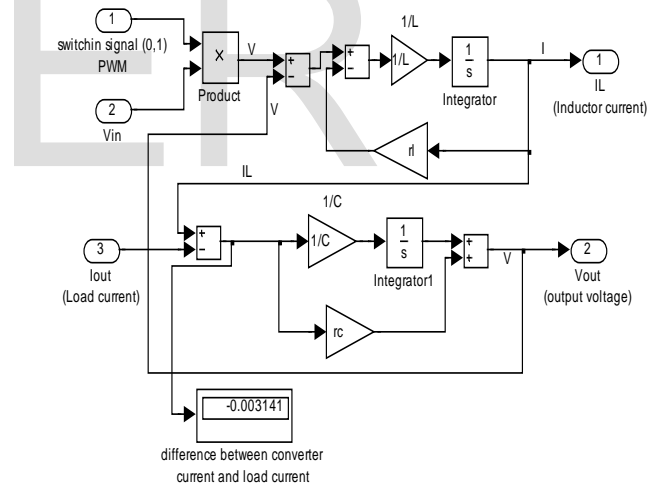 ER
1
switchin signal (0,1)
PWM
2
Vin
×
Product
V
+
−
V
+
−
1/L
1/L
1
s
Integrator
I
1
IL
(Inductor current)
rl
IL
3
Iout
(Load current)
+
−
1/C
1/C
1
s
Integrator1
+
+
V
2
Vout
(output voltage)
rc
-0.003141
difference between converter
current and load current